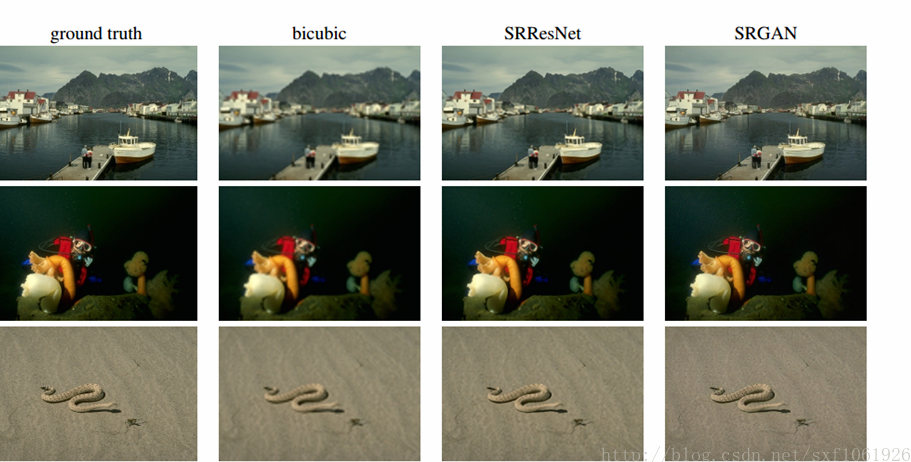 ground truth
bicubic
SRResNet
SRGAN
http://blog.csdn.net/sxf1061926